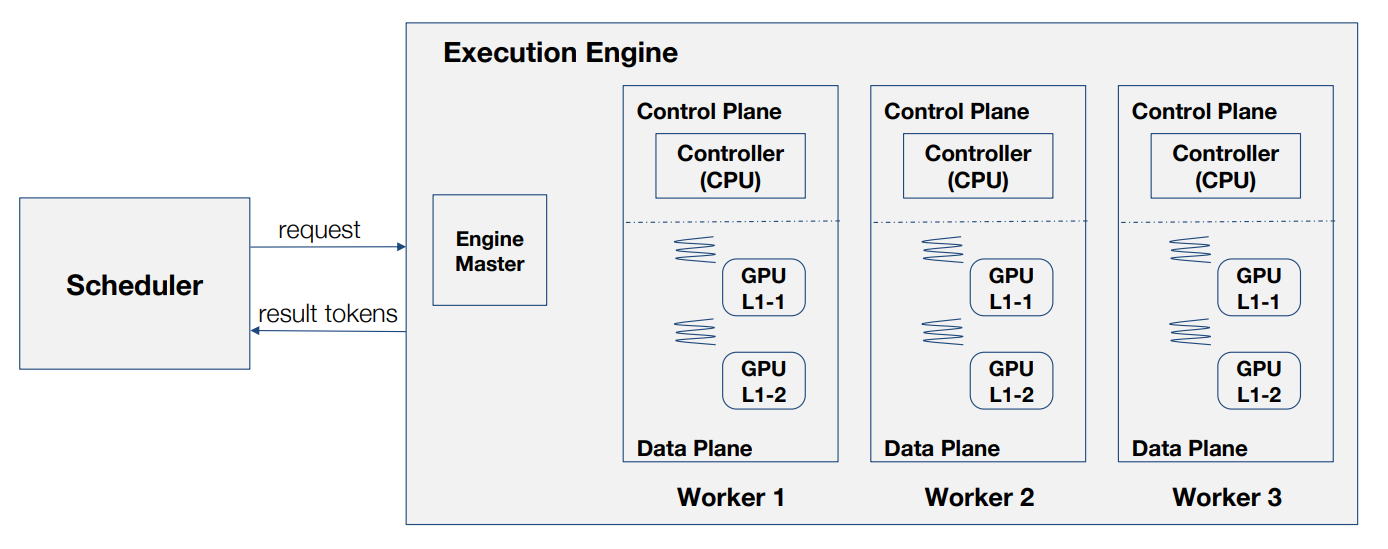 Execution Engine
Scheduler
request
result tokens
Engine
Master
Control Plane
Controller
(CPU)
GPU
L1-1
GPU
L1-2
Data Plane
Worker 1
Control Plane
Controller
(CPU)
GPU
L1-1
GPU
L1-2
Data Plane
Worker 2
Control Plane
Controller
(CPU)
GPU
L1-1
GPU
L1-2
Data Plane
Worker 3